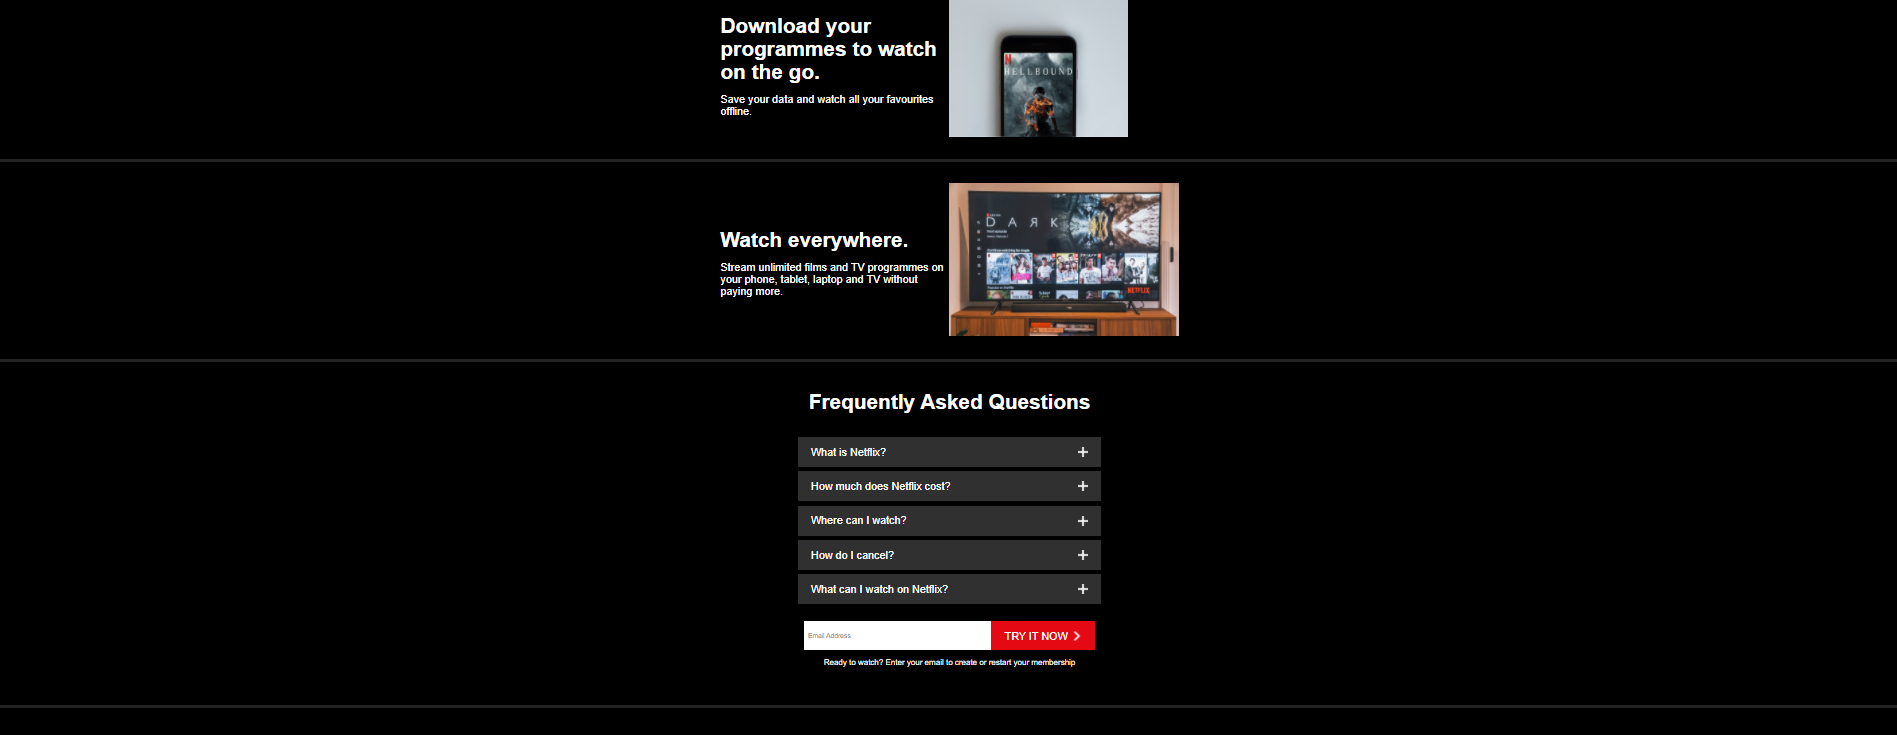 Download your
programmes to watch
on the go.
Save your data and watch all your favourites
offline.
N
HELLBOUND
Watch everywhere.
Stream unlimited films and TV programmes on
your phone, tablet, laptop and TV without
paying more.
DARK
NETFLIX
Frequently Asked Questions
What is Netflix?
How much does Netflix cost?
Where can I watch?
How do I cancel?
What can I watch on Netflix?
Email Address
TRY IT NOW
Ready to watch? Enter your email to create or restart your membership